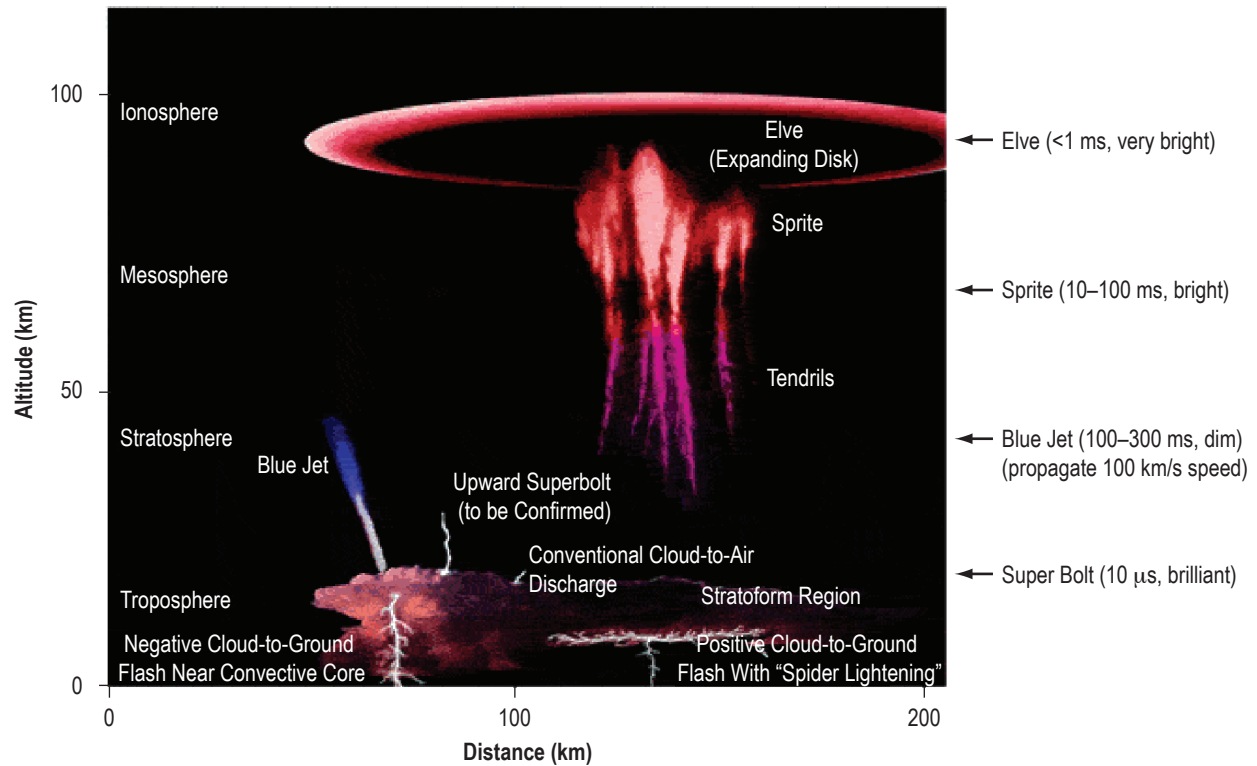 100
Ionosphere
Elve
(Expanding Disk)
Elve (<1 ms, very bright)
Sprite
Mesosphere
Sprite (10–100 ms, bright)
Altitude (km)
Tendrils
50
Stratosphere
Blue Jet (100–300 ms, dim)
(propagate 100 km/s speed)
Blue Jet
Upward Superbolt
(to be Confirmed)
Conventional Cloud-to-Air
Discharge
Super Bolt (10 µs, brilliant)
Troposphere
Stratoform Region
Negative Cloud-to-Ground
Flash Near Convective Core
Positive Cloud-to-Ground
Flash With “Spider Lightening”
0
0
100
200
Distance (km)